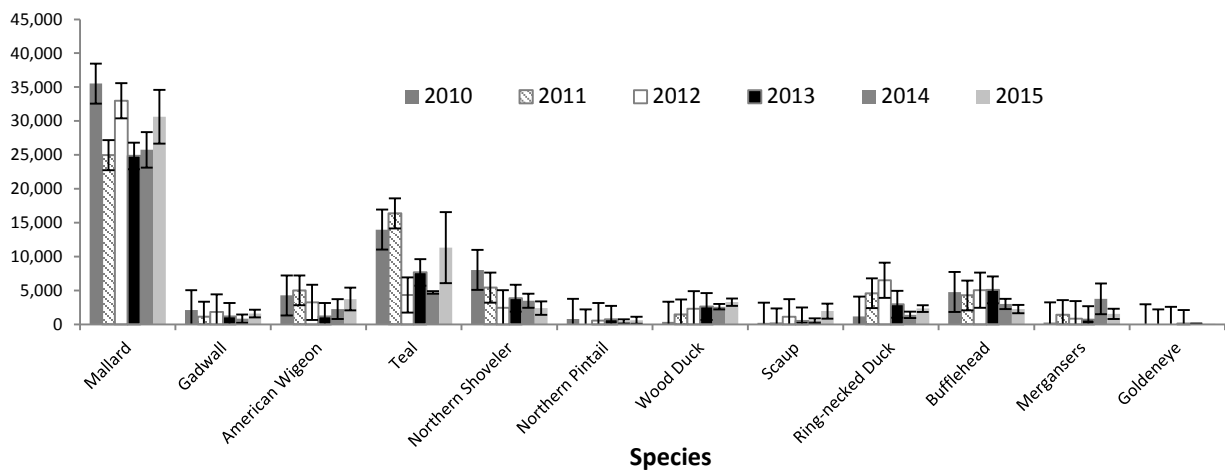 45,000
40,000
35,000
30,000
25,000
20,000
15,000
10,000
5,000
0
2010 2011 2012 2013 2014 2015
Mallard
Gadwall
American Wigeon
Teal
Northern Shoveler
Northern Pintail
Wood Duck
Scaup
Ring-necked Duck
Bufflehead
Mergansers
Goldeneye
Species